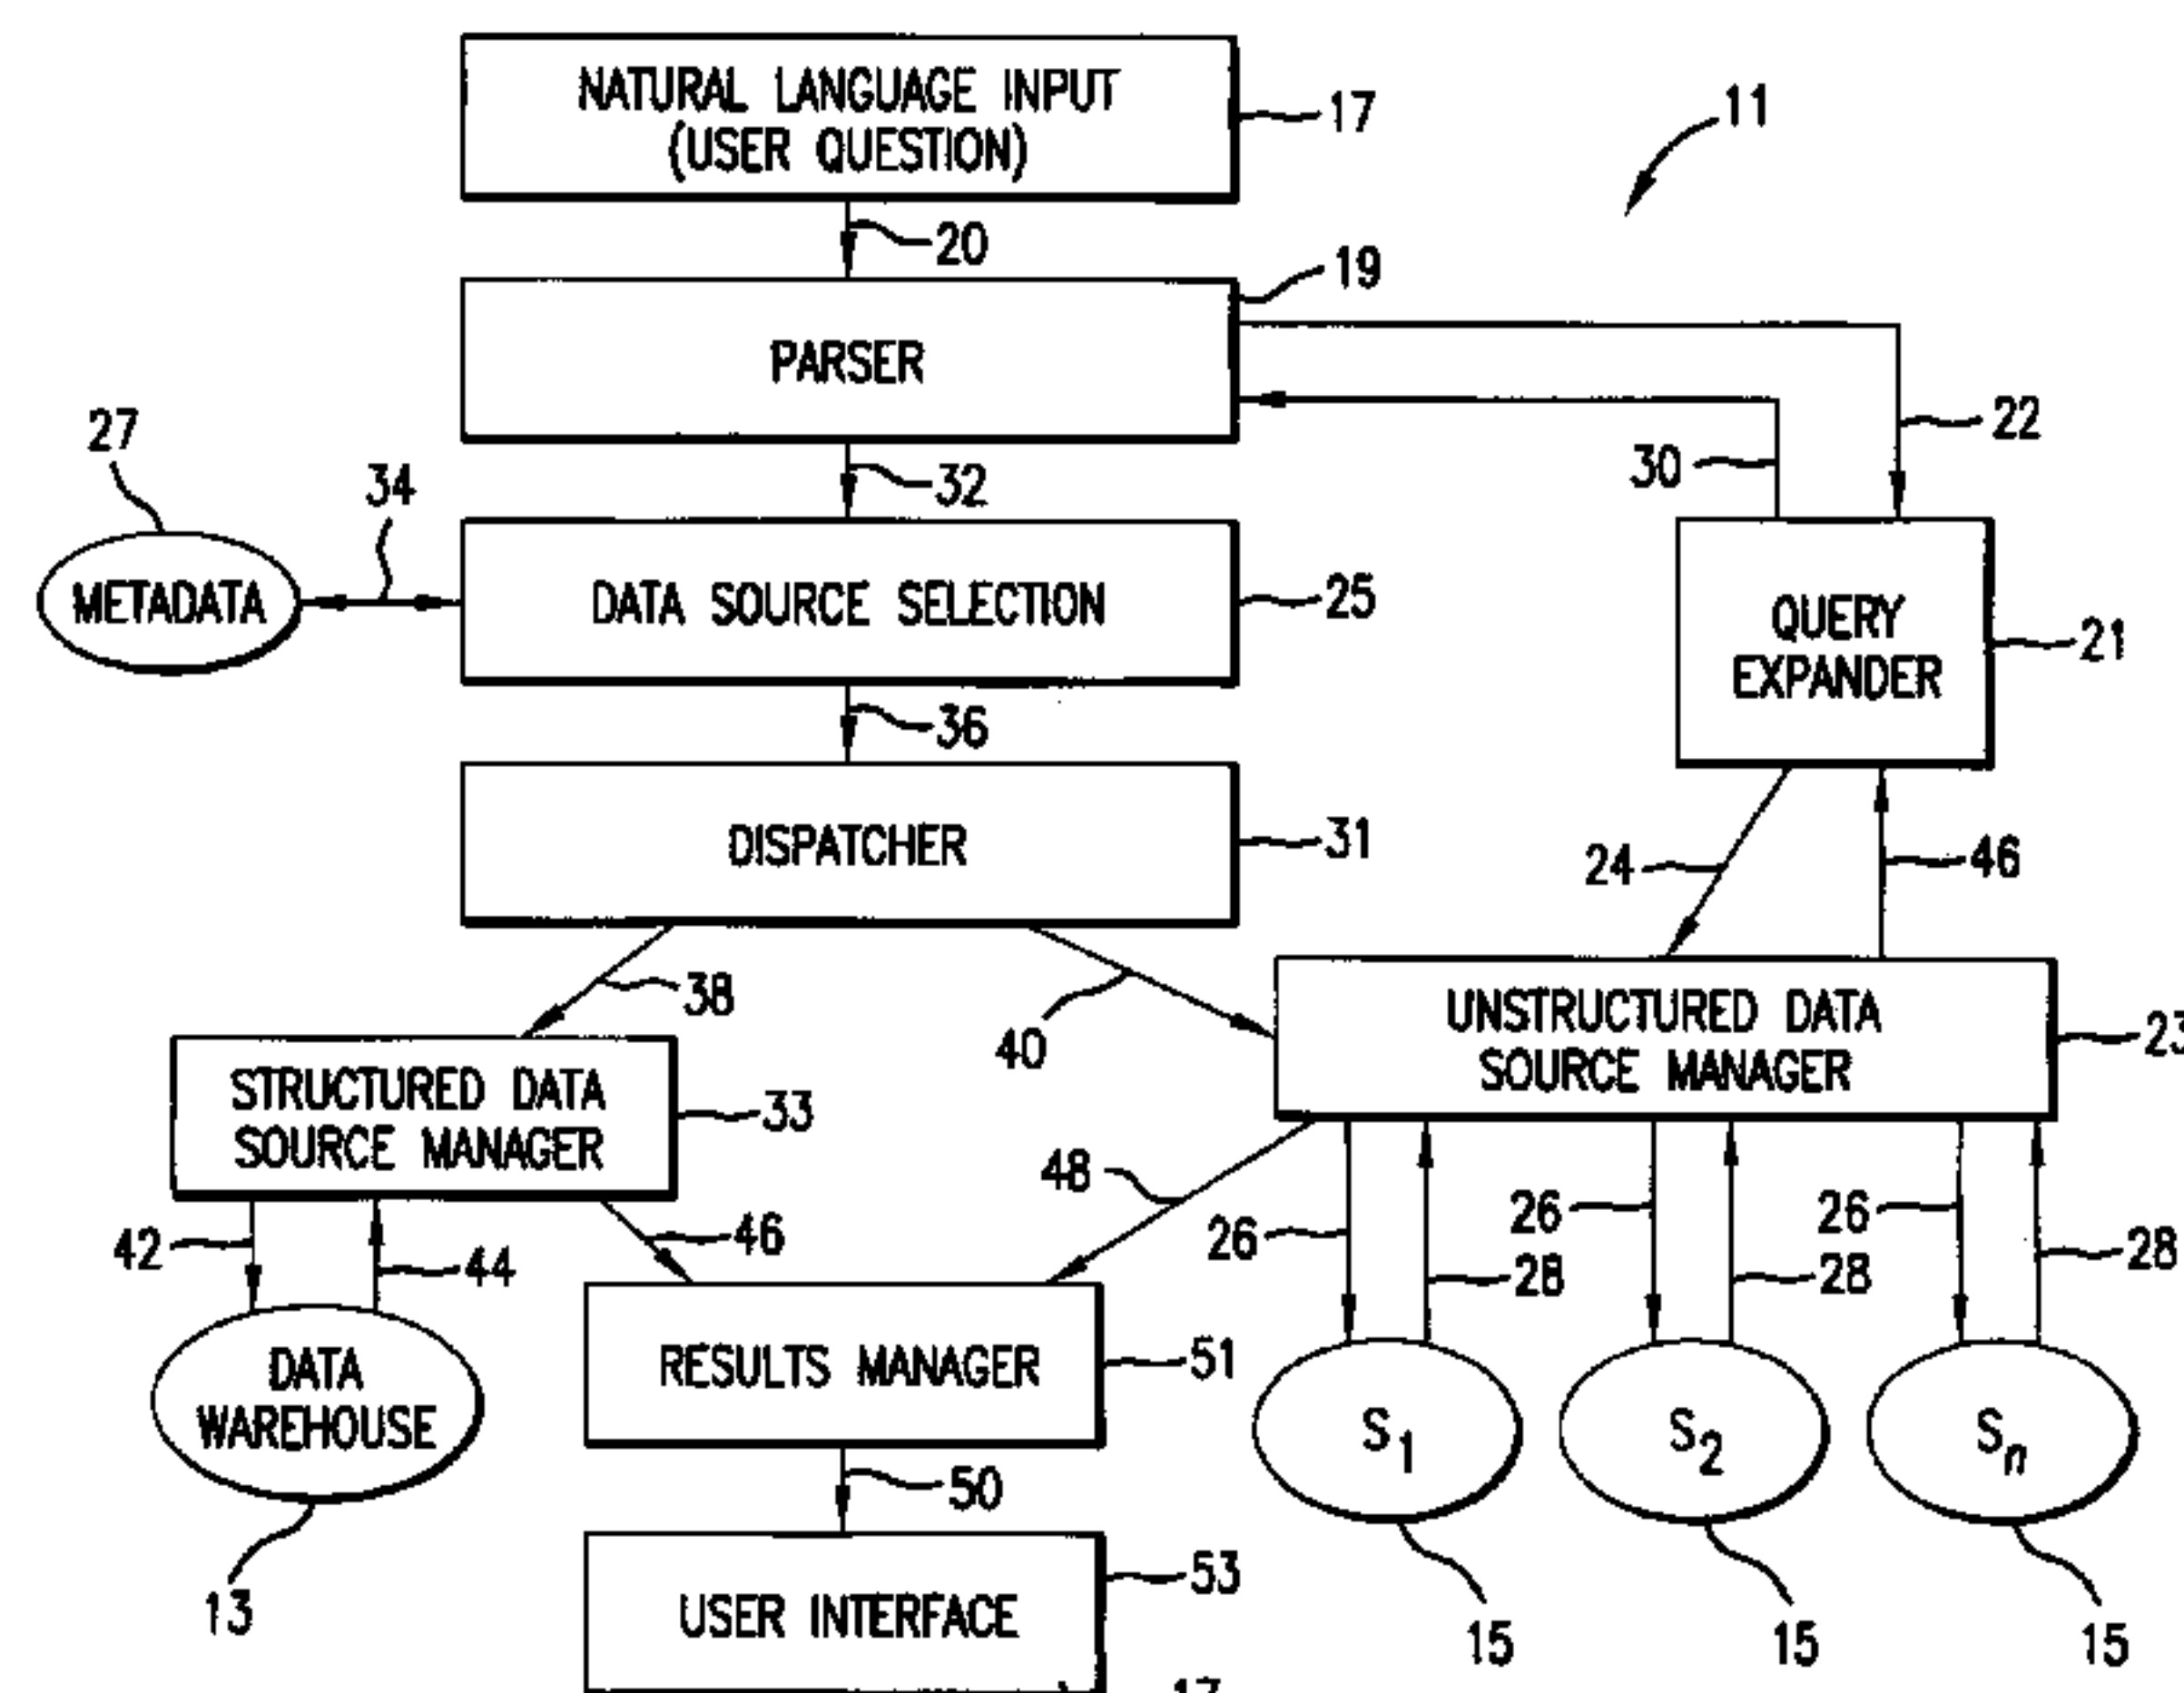 NATURAL LANGUAGE INPUT
(USER QUESTION)
17
11
20
19
PARSER
22
30
27
34
32
METADATA
DATA SOURCE SELECTION
25
QUERY
EXPANDER
21
36
DISPATCHER
31
24
46
38
40
UNSTRUCTURED DATA
SOURCE MANAGER
23
STRUCTURED DATA
SOURCE MANAGER
33
48
42
44
46
26
28
26
28
26
28
DATA
WAREHOUSE
RESULTS MANAGER
51
S1
S2
Sn
13
50
USER INTERFACE
53
15
15
15